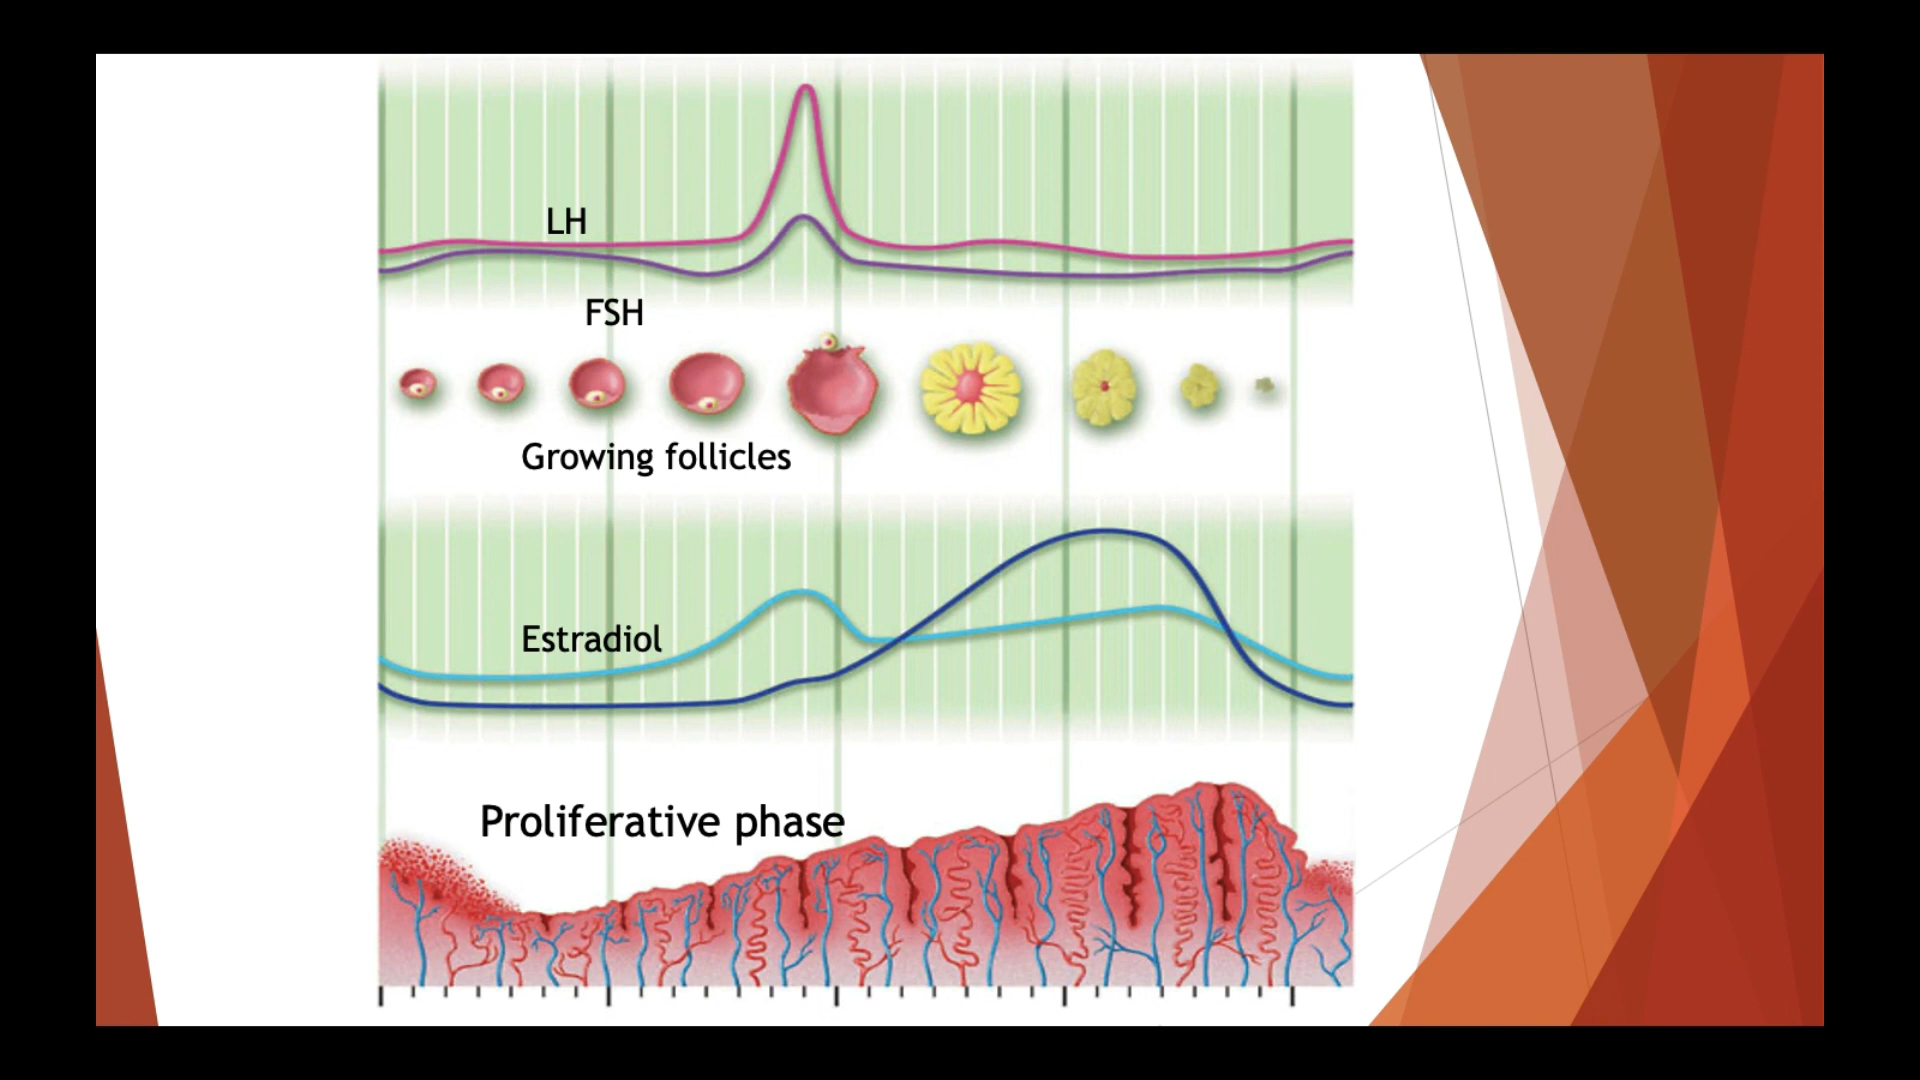 LH
FSH
Growing follicles
Estradiol
Proliferative phase